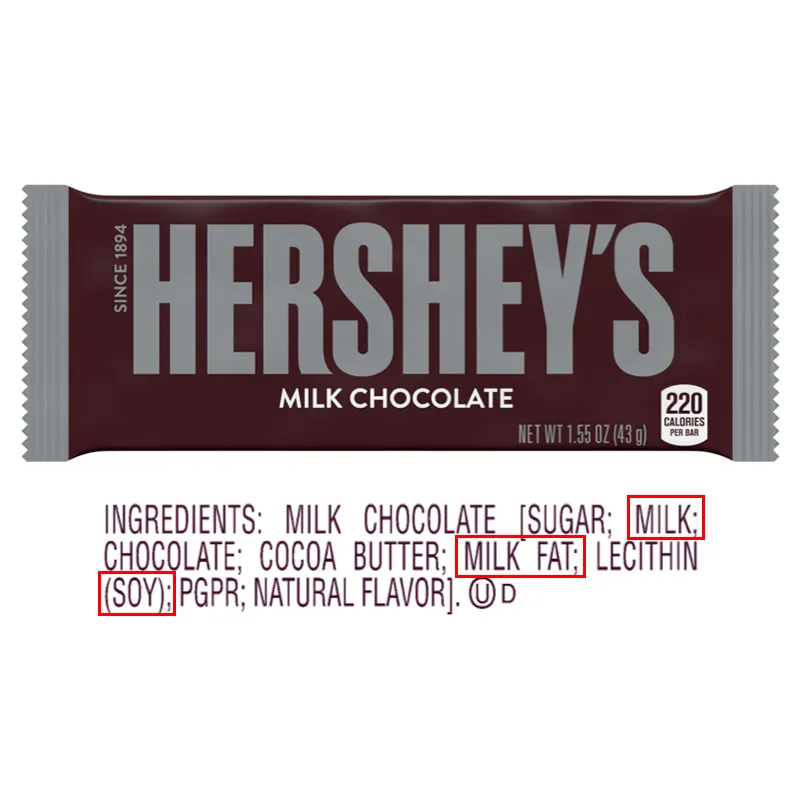 SINCE 1894
HERSHEY'S
MILK CHOCOLATE
NET WT 1.55 OZ (43 g)
220
CALORIES
PER BAR
INGREDIENTS: MILK CHOCOLATE [SUGAR; MILK;
CHOCOLATE; COCOA BUTTER; MILK FAT; LECITHIN
(SOY); PGPR; NATURAL FLAVOR]. Ⓤ D